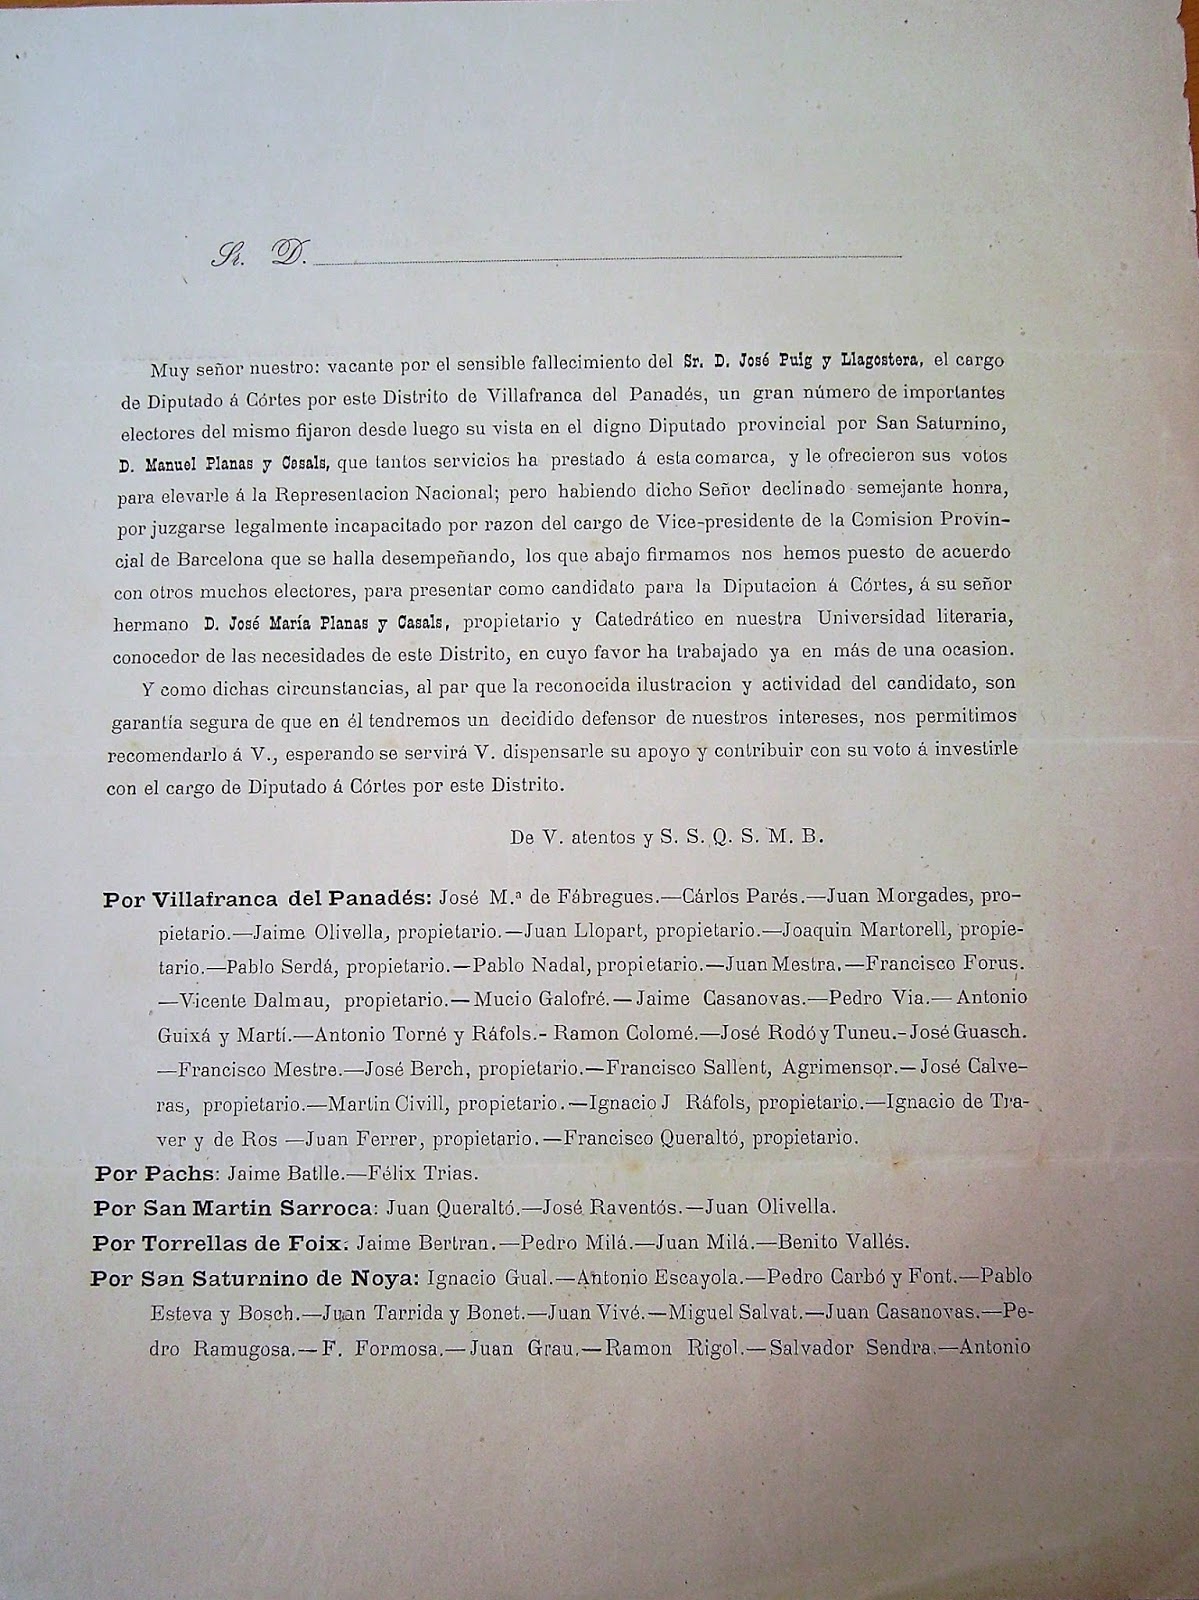 Sr. D.
Muy señor nuestro: vacante por el sensible fallecimiento del Sr. D. José Puig y Llagostera, el cargo
de Diputado á Córtes por este Distrito de Villafranca del Panadés, un gran número de importantes
electores del mismo fijaron desde luego su vista en el digno Diputado provincial por San Saturnino,
D. Manuel Planas y Casals, que tantos servicios ha prestado á esta comarca, y le ofrecieron sus votos
para elevarle á la Representacion Nacional; pero habiendo dicho Señor declinado semejante honra,
por juzgarse legalmente incapacitado por razon del cargo de Vice-presidente de la Comision Provin-
cial de Barcelona que se halla desempeñando, los que abajo firmamos nos hemos puesto de acuerdo
con otros muchos electores, para presentar como candidato para la Diputacion á Córtes, á su señor
hermano D. José María Planas y Casals, propietario y Catedrático en nuestra Universidad literaria,
conocedor de las necesidades de este Distrito, en cuyo favor ha trabajado ya en más de una ocasion.
Y como dichas circunstancias, al par que la reconocida ilustracion y actividad del candidato, son
garantía segura de que en él tendremos un decidido defensor de nuestros intereses, nos permitimos
recomendarlo á V., esperando se servirá V. dispensarle su apoyo y contribuir con su voto á investirle
con el cargo de Diputado á Córtes por este Distrito.
De V. atentos y S. S. Q. S. M. B.
Por Villafranca del Panadés: José M.ª de Fábregues.—Cárlos Parés.—Juan Morgades, pro-
pietario.—Jaime Olivella, propietario.—Juan Llopart, propietario.—Joaquin Martorell, propie-
tario.—Pablo Serdá, propietario.—Pablo Nadal, propietario.—Juan Mestra.—Francisco Forus.
—Vicente Dalmau, propietario.—Mucio Galofré.—Jaime Casanovas.—Pedro Via.—Antonio
Guixá y Martí.—Antonio Torné y Ráfols.-Ramon Colomé.—José Rodó y Tuneu.-José Guasch.
—Francisco Mestre.—José Berch, propietario.—Francisco Sallent, Agrimensor.—José Calve-
ras, propietario.—Martin Civill, propietario.—Ignacio J Ráfols, propietario.—Ignacio de Tra-
ver y de Ros —Juan Ferrer, propietario.—Francisco Queraltó, propietario.
Por Pachs: Jaime Batlle.—Félix Trias.
Por San Martin Sarroca: Juan Queraltó.—José Raventós.—Juan Olivella.
Por Torrellas de Foix: Jaime Bertran.—Pedro Milá.—Juan Milá.—Benito Vallés.
Por San Saturnino de Noya: Ignacio Gual.—Antonio Escayola.—Pedro Carbó y Font.—Pablo
Esteva y Bosch.—Juan Tarrida y Bonet.—Juan Vivé.—Miguel Salvat.—Juan Casanovas.—Pe-
dro Ramugosa.—F. Formosa.—Juan Grau.—Ramon Rigol.—Salvador Sendra.—Antonio